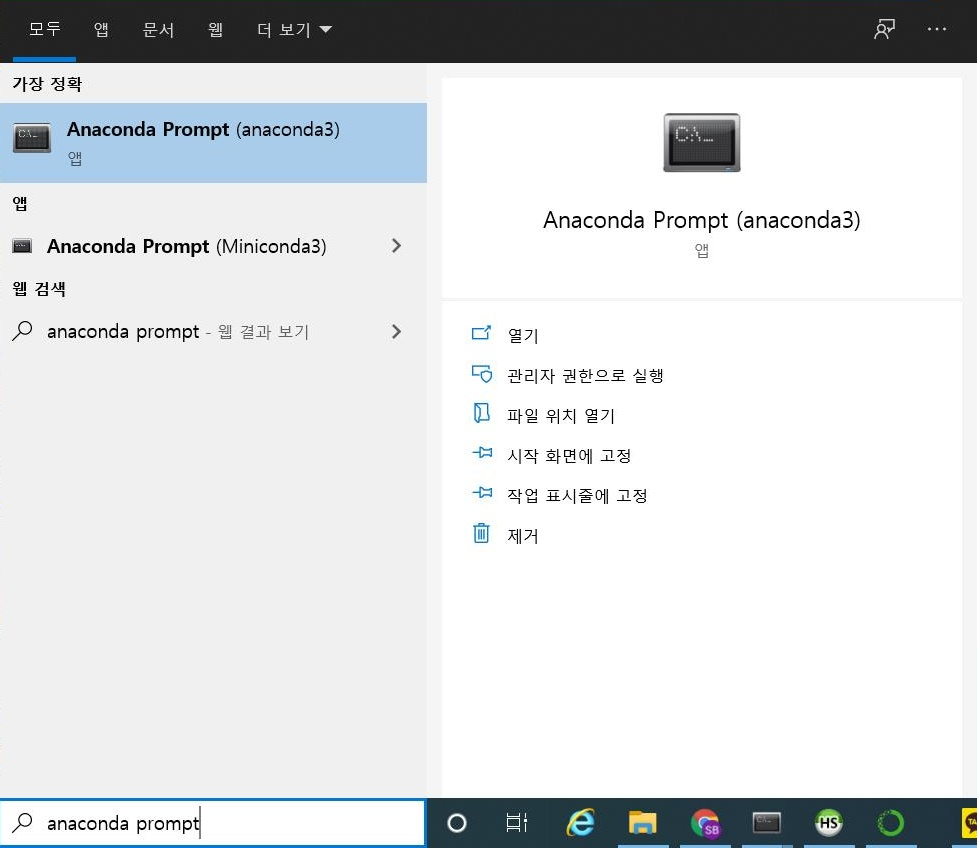 모두 앱 문서 웹 더 보기
가장 정확
Anaconda Prompt (anaconda3)
앱
앱
Anaconda Prompt (Miniconda3)
웹 검색
anaconda prompt - 웹 결과 보기
C:\_
Anaconda Prompt (anaconda3)
앱
열기
관리자 권한으로 실행
파일 위치 열기
시작 화면에 고정
작업 표시줄에 고정
제거
anaconda prompt
SB
HS
TA